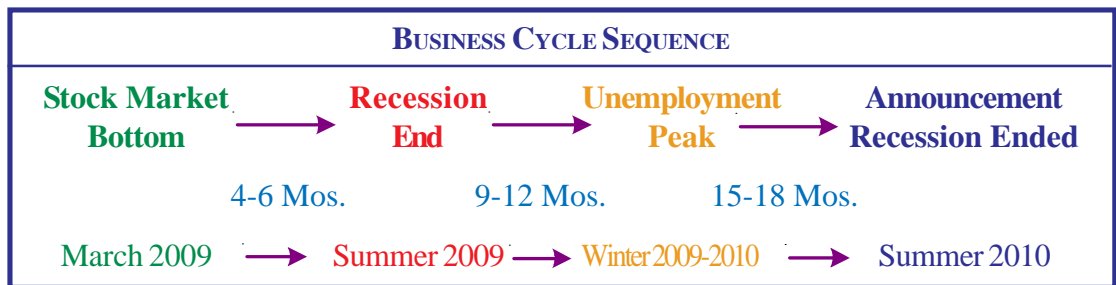 BUSINESS CYCLE SEQUENCE
Stock Market Recession Unemployment Announcement
Bottom End Peak Recession Ended
4-6 Mos. 9-12 Mos. 15-18 Mos.
March 2009 Summer 2009 Winter 2009-2010 Summer 2010